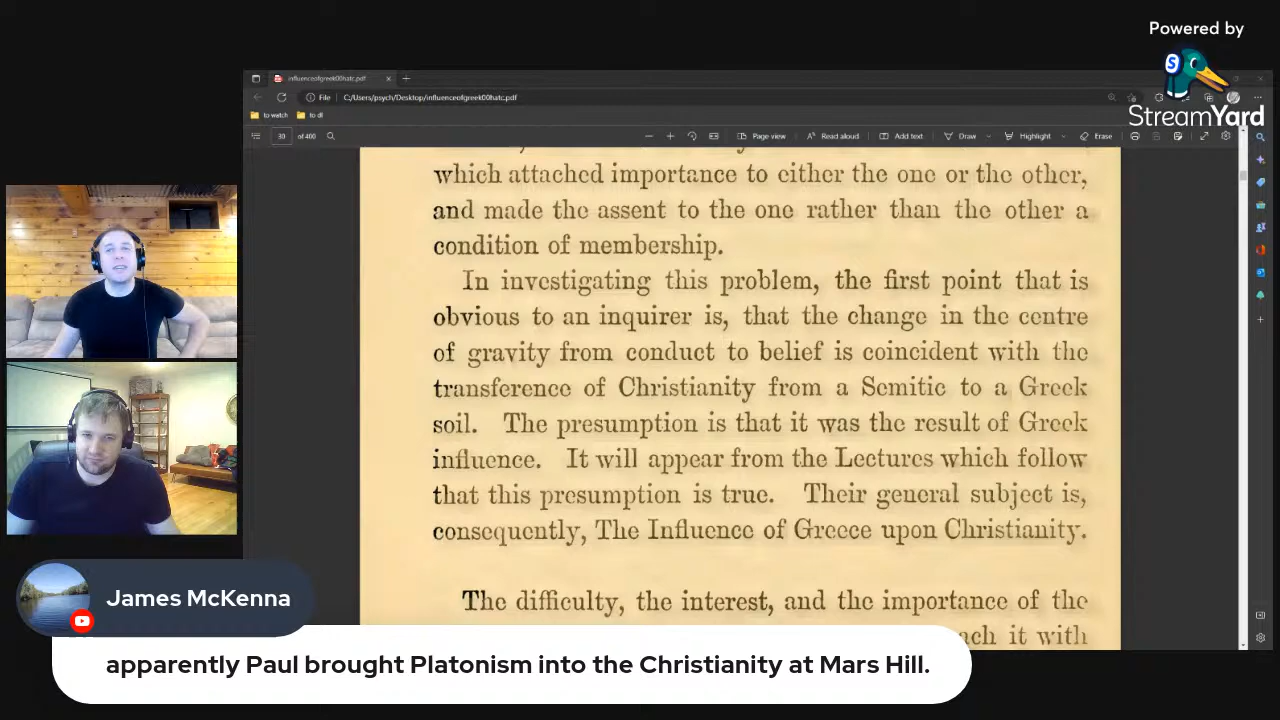 Powered by
StreamYard
influenceofgreek00hatc.pdf
File C:/Users/psych/Desktop/influenceofgreek00hatc.pdf
to watch to dl
30 of 400 Page view Read aloud Add text Draw Highlight Erase
which attached importance to either the one or the other,
and made the assent to the one rather than the other a
condition of membership.
In investigating this problem, the first point that is
obvious to an inquirer is, that the change in the centre
of gravity from conduct to belief is coincident with the
transference of Christianity from a Semitic to a Greek
soil. The presumption is that it was the result of Greek
influence. It will appear from the Lectures which follow
that this presumption is true. Their general subject is,
consequently, The Influence of Greece upon Christianity.
The difficulty, the interest, and the importance of the
it with
James McKenna
apparently Paul brought Platonism into the Christianity at Mars Hill.